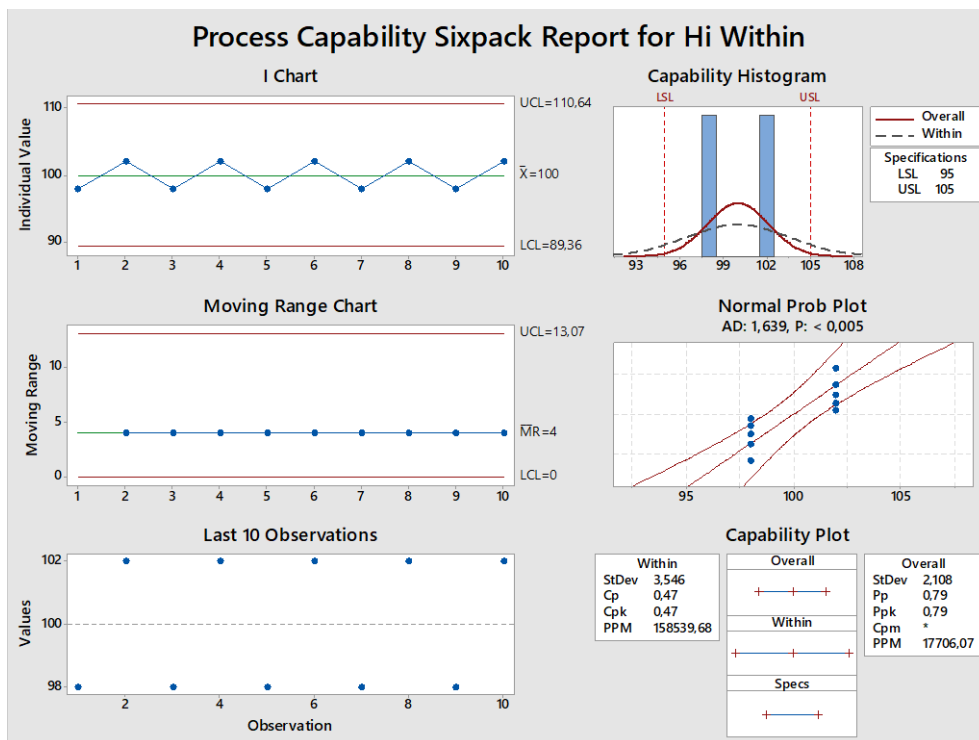 Process Capability Sixpack Report for Hi Within
I Chart
Individual Value
110
100
90
UCL=110,64
X̅=100
LCL=89,36
1 2 3 4 5 6 7 8 9 10
Capability Histogram
LSL USL
93 96 99 102 105 108
Overall
Within
Specifications
LSL 95
USL 105
Moving Range Chart
Moving Range
10
5
0
UCL=13,07
M̅R̅=4
LCL=0
1 2 3 4 5 6 7 8 9 10
Normal Prob Plot
AD: 1,639, P: < 0,005
95 100 105
Last 10 Observations
Values
102
100
98
2 4 6 8 10
Observation
Capability Plot
Within
StDev 3,546
Cp 0,47
Cpk 0,47
PPM 158539,68
Overall
Within
Specs
Overall
StDev 2,108
Pp 0,79
Ppk 0,79
Cpm *
PPM 17706,07